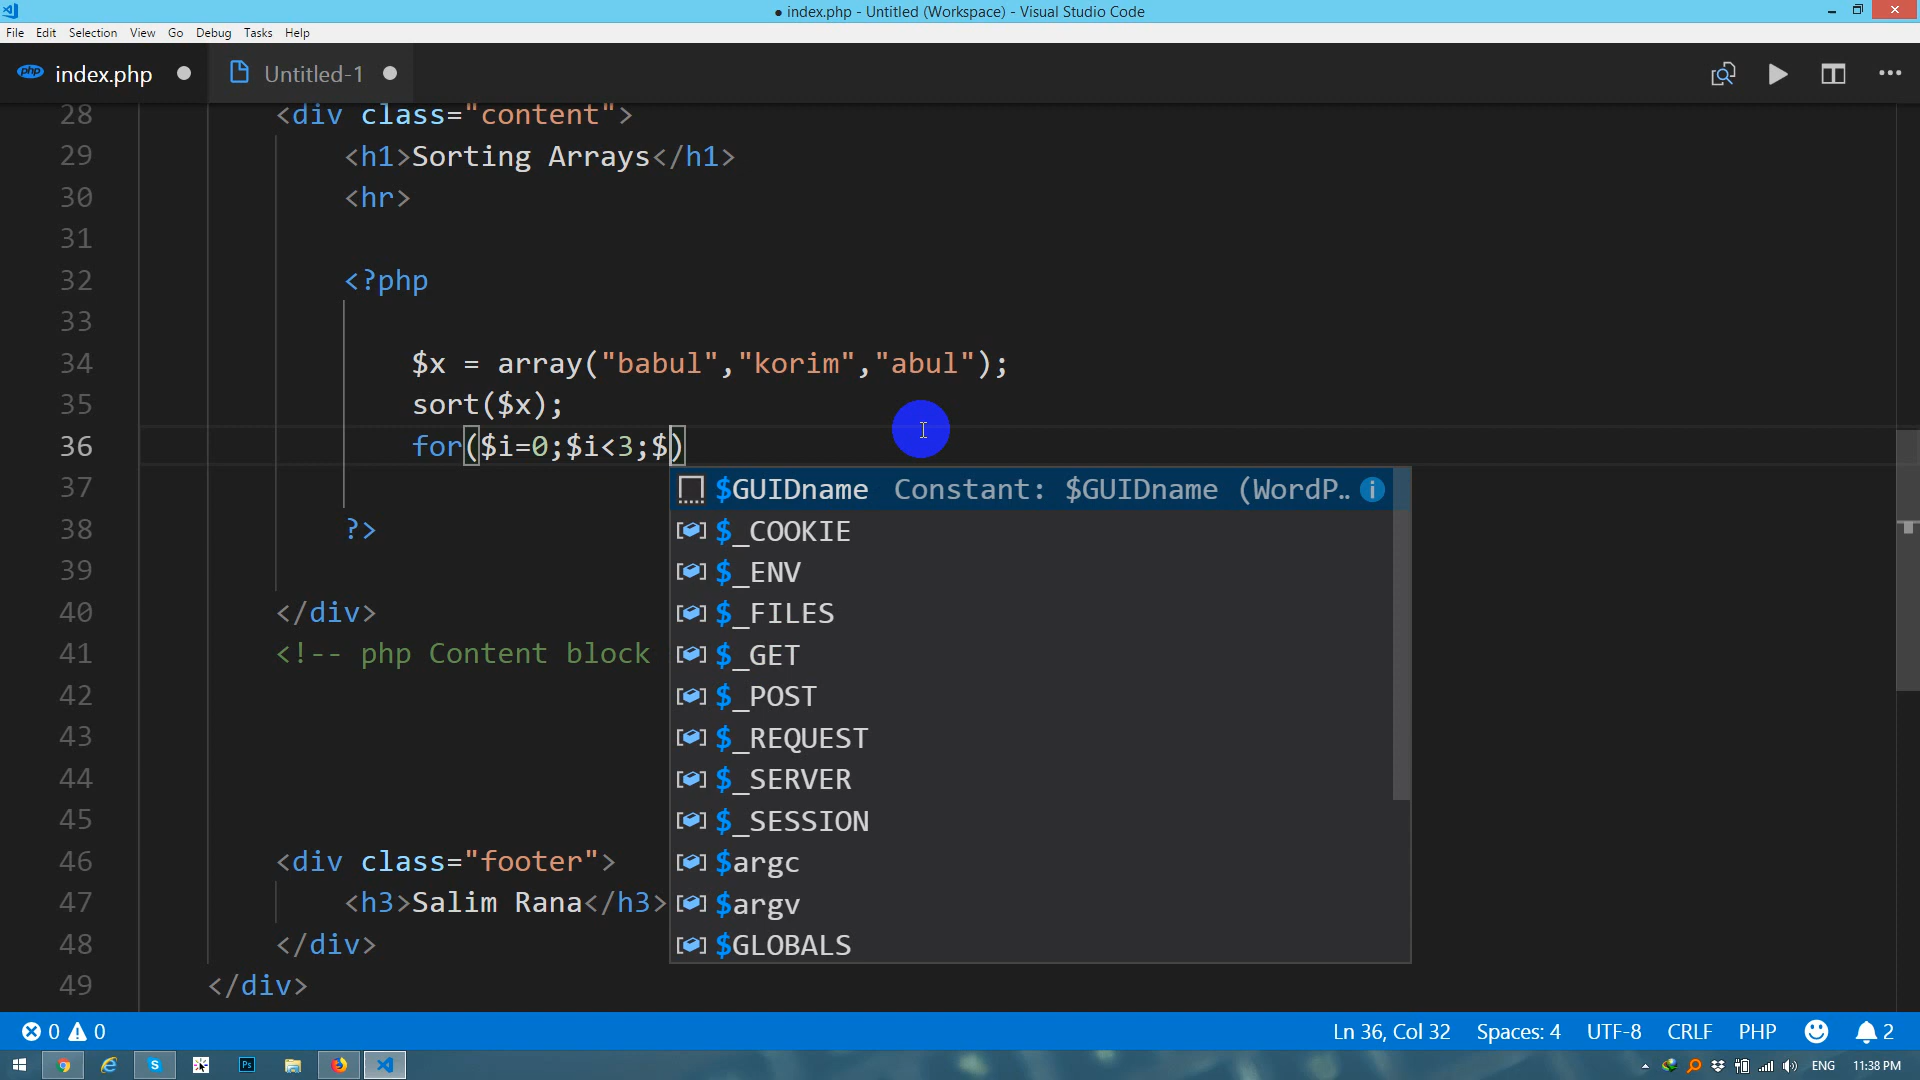 ● index.php - Untitled (Workspace) - Visual Studio Code
File Edit Selection View Go Debug Tasks Help
php index.php ● Untitled-1 ●
28 <div class="content">
29 <h1>Sorting Arrays</h1>
30 <hr>
31
32 <?php
33
34 $x = array("babul","korim","abul");
35 sort($x);
36 for($i=0;$i<3;$)
37
38 ?>
39
40 </div>
41 <!-- php Content block
42
43
44
45
46 <div class="footer">
47 <h3>Salim Rana</h3>
48 </div>
49 </div>
$GUIDname Constant: $GUIDname (WordP…
$_COOKIE
$_ENV
$_FILES
$_GET
$_POST
$_REQUEST
$_SERVER
$_SESSION
$argc
$argv
$GLOBALS
0 0 Ln 36, Col 32 Spaces: 4 UTF-8 CRLF PHP 2
Ps ENG 11:38 PM